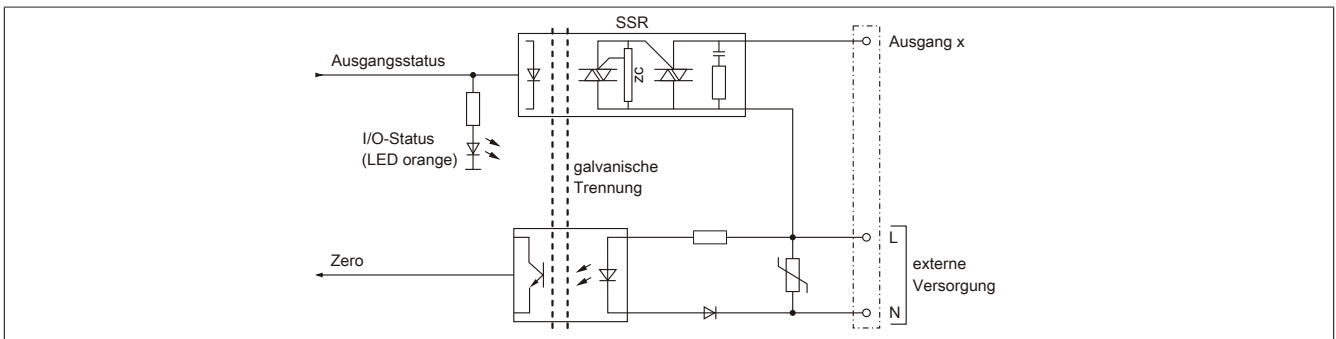 SSR
Ausgang x
Ausgangsstatus
ZC
I/O-Status
(LED orange)
galvanische
Trennung
L
Zero
externe
Versorgung
N